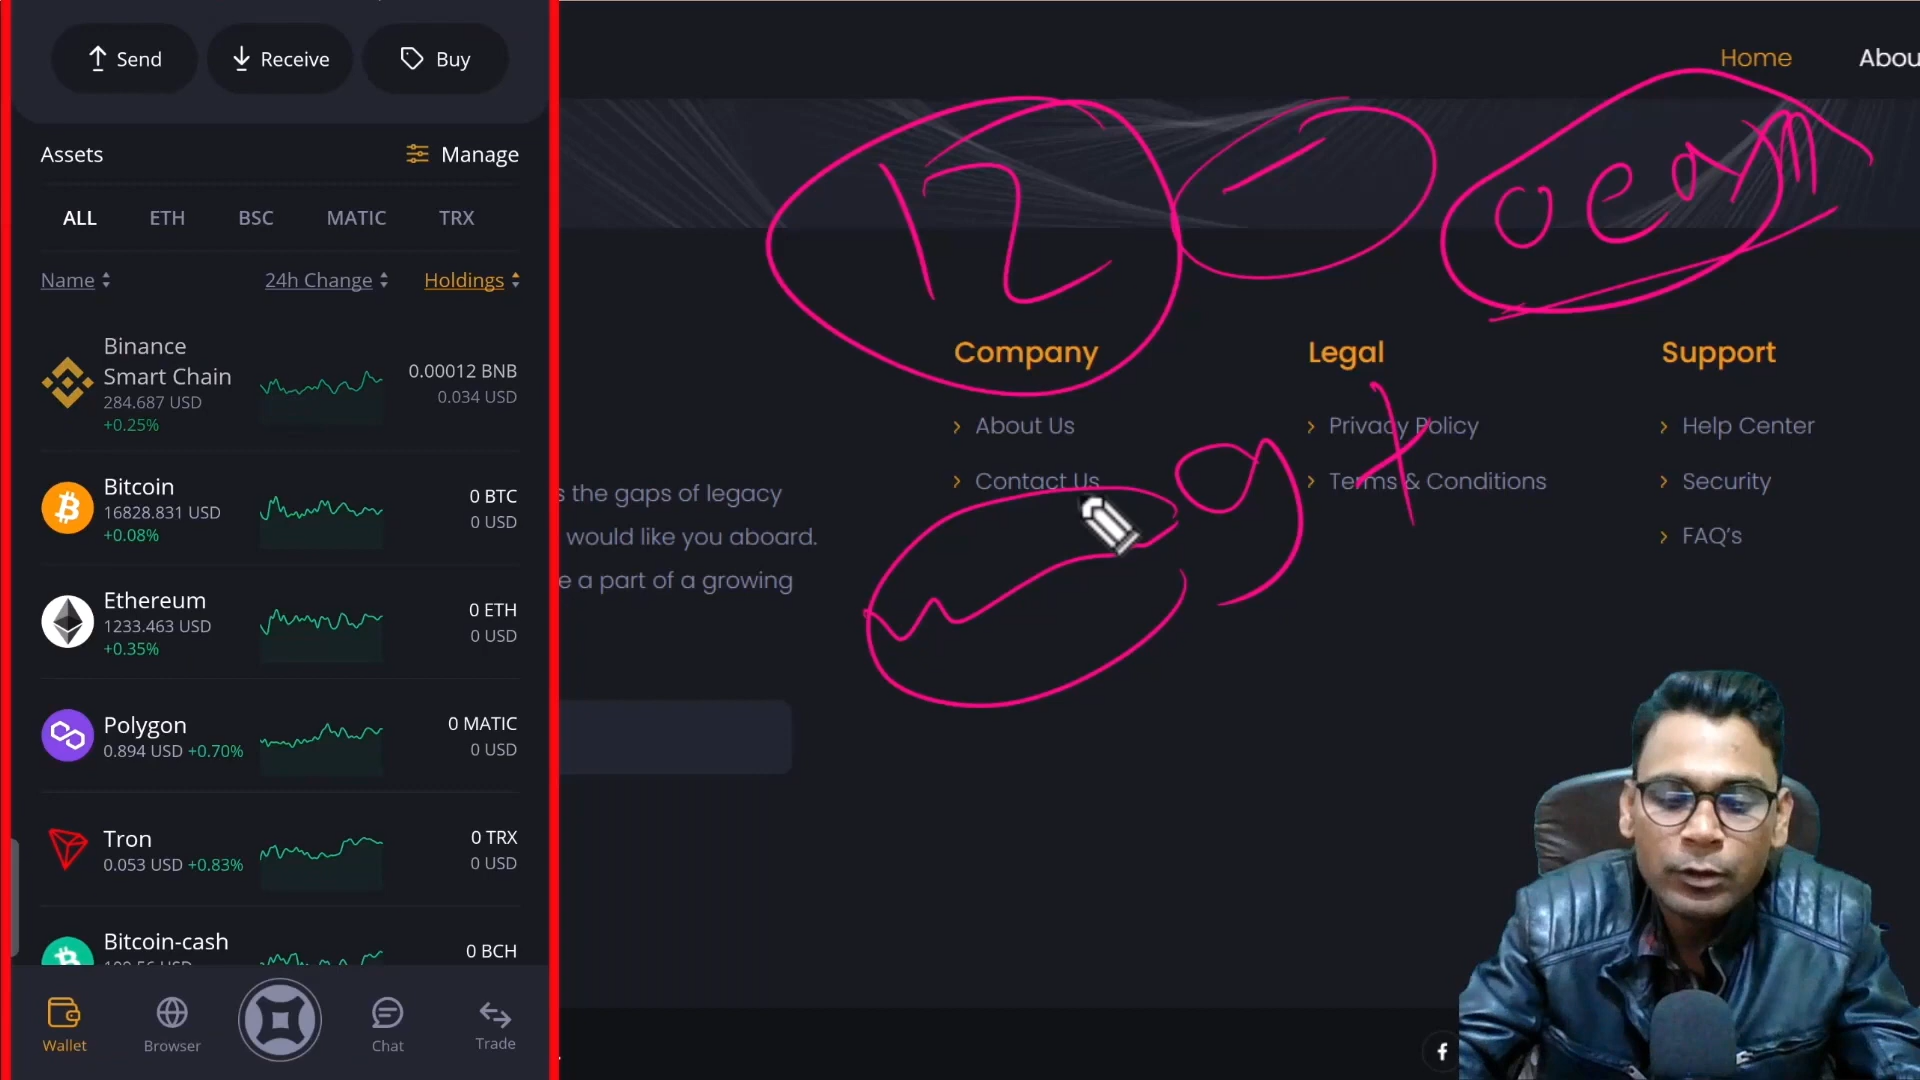 Send
Receive
Buy
Assets
Manage
ALL ETH BSC MATIC TRX
Name 24h Change Holdings
Binance
Smart Chain
284.687 USD
+0.25%
0.00012 BNB
0.034 USD
Bitcoin
16828.831 USD
+0.08%
0 BTC
0 USD
Ethereum
1233.463 USD
+0.35%
0 ETH
0 USD
Polygon
0.894 USD +0.70%
0 MATIC
0 USD
Tron
0.053 USD +0.83%
0 TRX
0 USD
Bitcoin-cash
0 BCH
Wallet
Browser
Chat
Trade
Home
Abou
12 -
Company
About Us
Contact Us
Legal
Privacy Policy
Terms & Conditions
Support
Help Center
Security
FAQ's
s the gaps of legacy
would like you aboard.
e a part of a growing